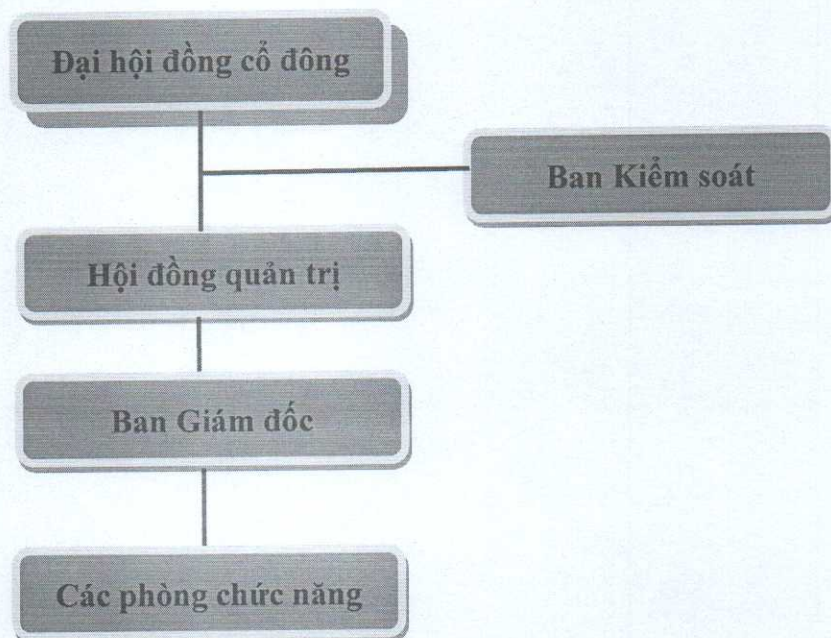 Đại hội đồng cổ đông
Ban Kiểm soát
Hội đồng quản trị
Ban Giám đốc
Các phòng chức năng